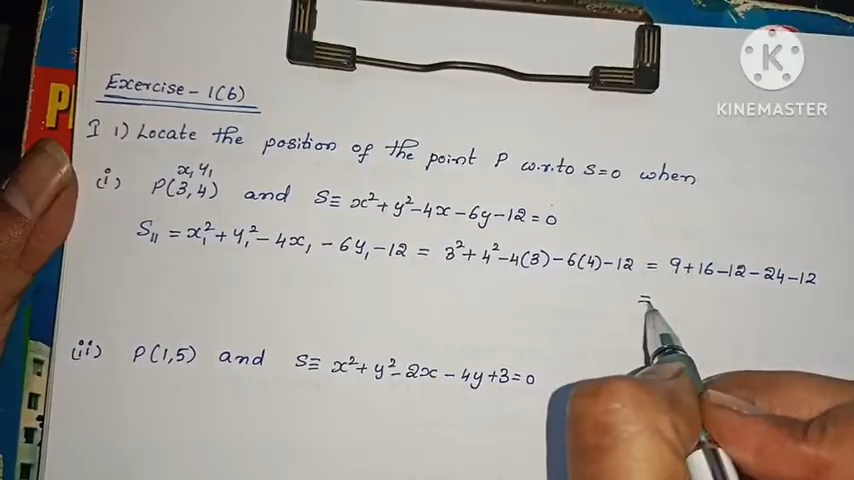 K
KINEMASTER
Exercise - 1(b)
I 1) Locate the position of the point P w.r.to S=0 when
x₁ y₁
(i) P(3,4) and S≡ x²+y²-4x-6y-12=0
S₁₁ = x₁²+y₁²-4x₁-6y₁-12 = 3²+4²-4(3)-6(4)-12 = 9+16-12-24-12
=
(ii) P(1,5) and S≡ x²+y²-2x-4y+3=0